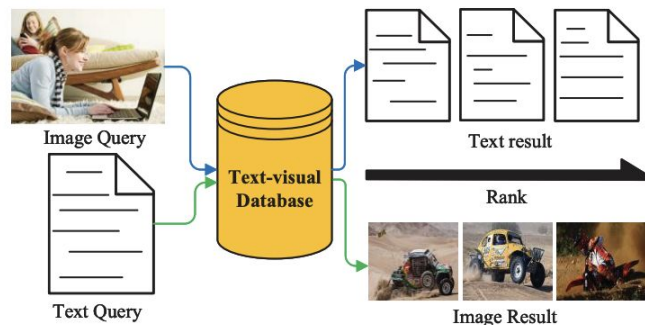 Image Query
Text Query
Text-visual
Database
Text result
Rank
Image Result